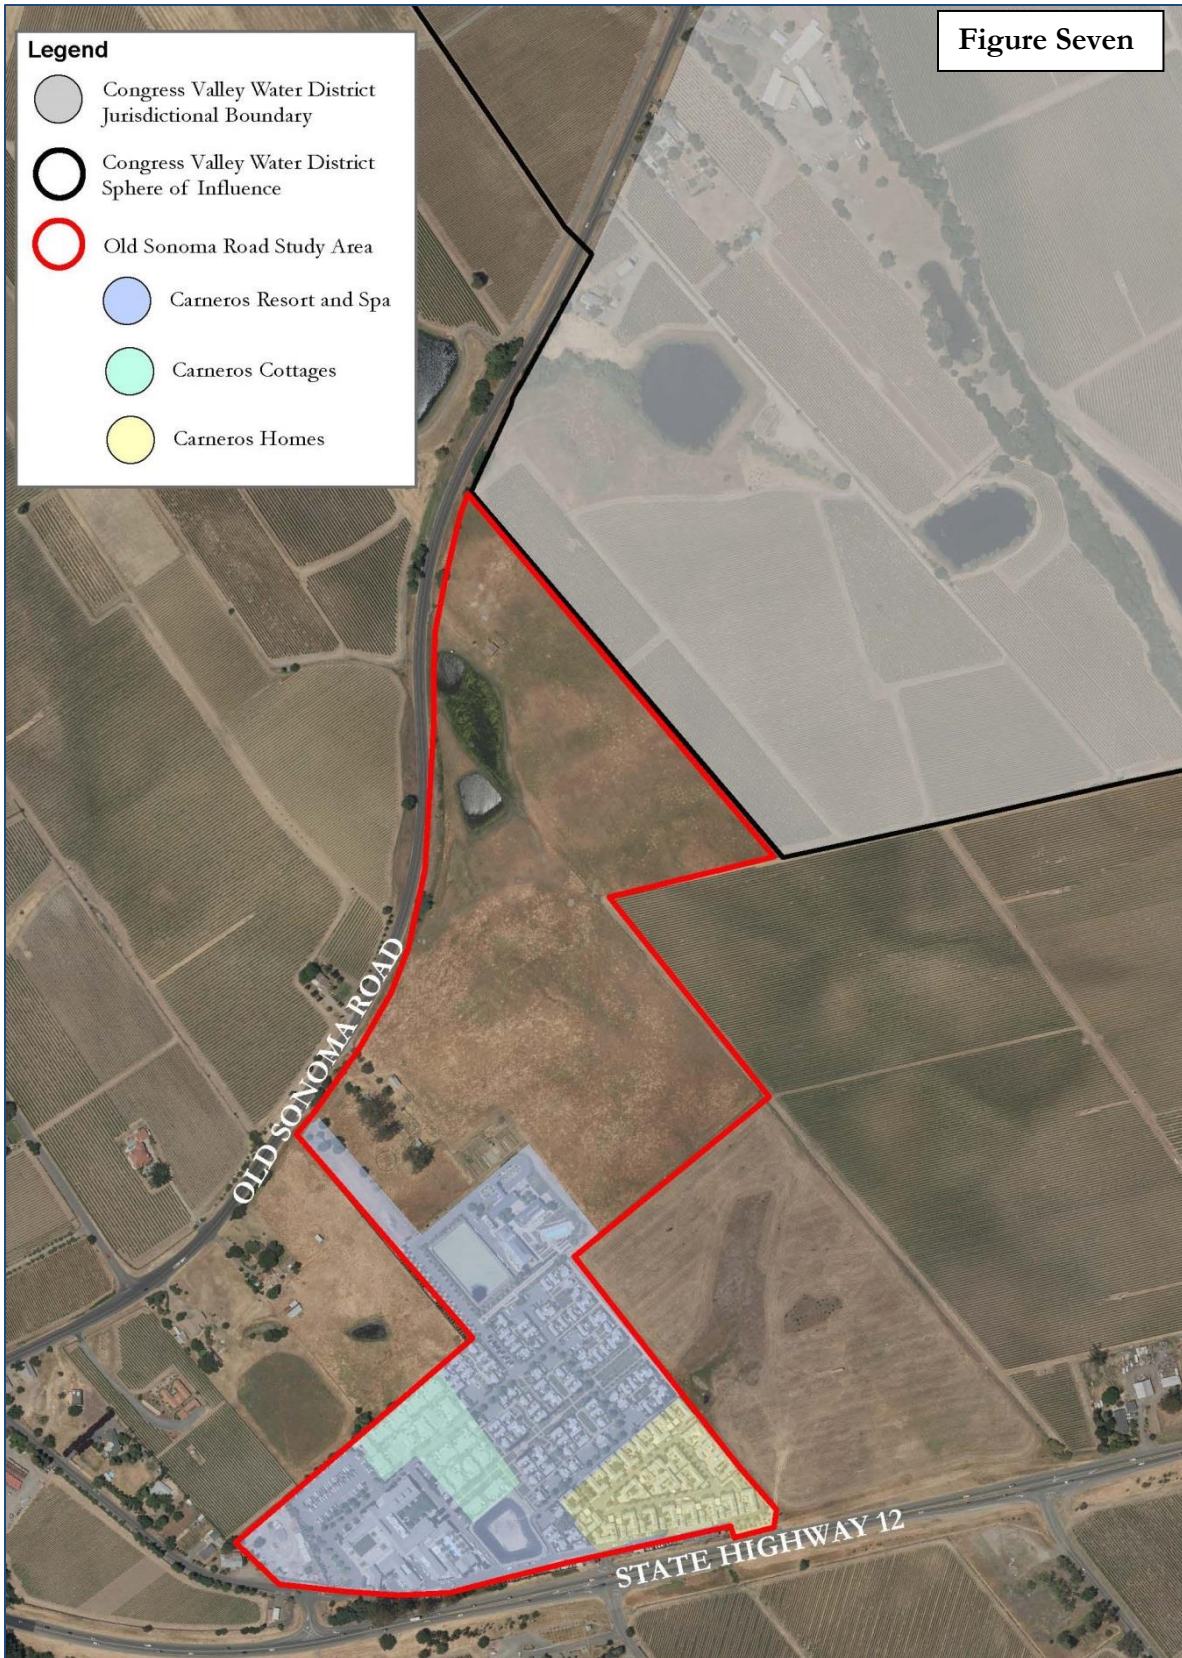 Figure Seven
Legend
Congress Valley Water District
Jurisdictional Boundary
Congress Valley Water District
Sphere of Influence
Old Sonoma Road Study Area
Carneros Resort and Spa
Carneros Cottages
Carneros Homes
OLD SONOMA ROAD
STATE HIGHWAY 12